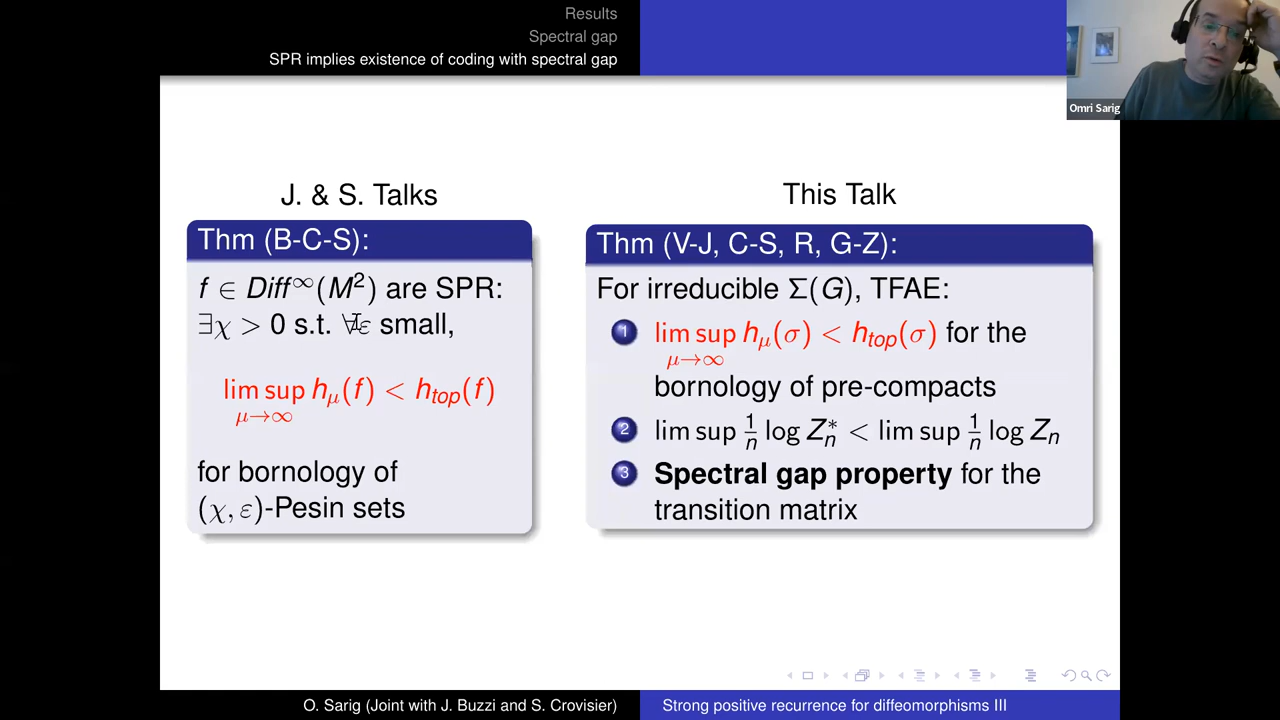 Results
Spectral gap
SPR implies existence of coding with spectral gap
Omri Sarig
J. & S. Talks
Thm (B-C-S):
f ∈ Diff^∞(M²) are SPR:
∃χ > 0 s.t. ∀ε small,
lim sup h_μ(f) < h_top(f)
μ→∞
for bornology of
(χ, ε)-Pesin sets
This Talk
Thm (V-J, C-S, R, G-Z):
For irreducible Σ(G), TFAE:
1 lim sup h_μ(σ) < h_top(σ) for the
μ→∞
bornology of pre-compacts
2 lim sup 1/n log Z_n^* < lim sup 1/n log Z_n
3 Spectral gap property for the
transition matrix
O. Sarig (Joint with J. Buzzi and S. Crovisier)
Strong positive recurrence for diffeomorphisms III